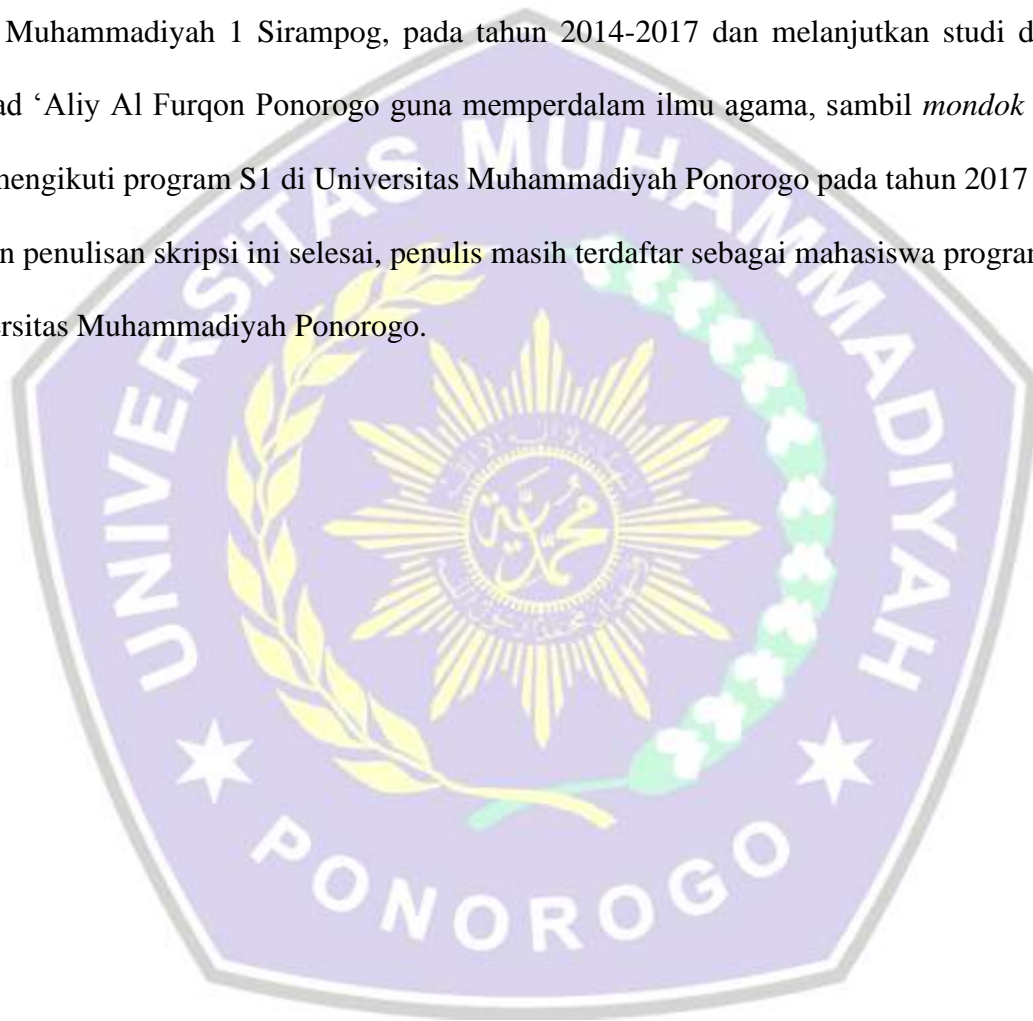 Muhammadiyah 1 Sirampog, pada tahun 2014-2017 dan melanjutkan studi d
ad ‘Aliy Al Furqon Ponorogo guna memperdalam ilmu agama, sambil mondok
mengikuti program S1 di Universitas Muhammadiyah Ponorogo pada tahun 2017
n penulisan skripsi ini selesai, penulis masih terdaftar sebagai mahasiswa program
ersitas Muhammadiyah Ponorogo.
UNIVERSITAS MUHAMMADIYAH
PONOROGO